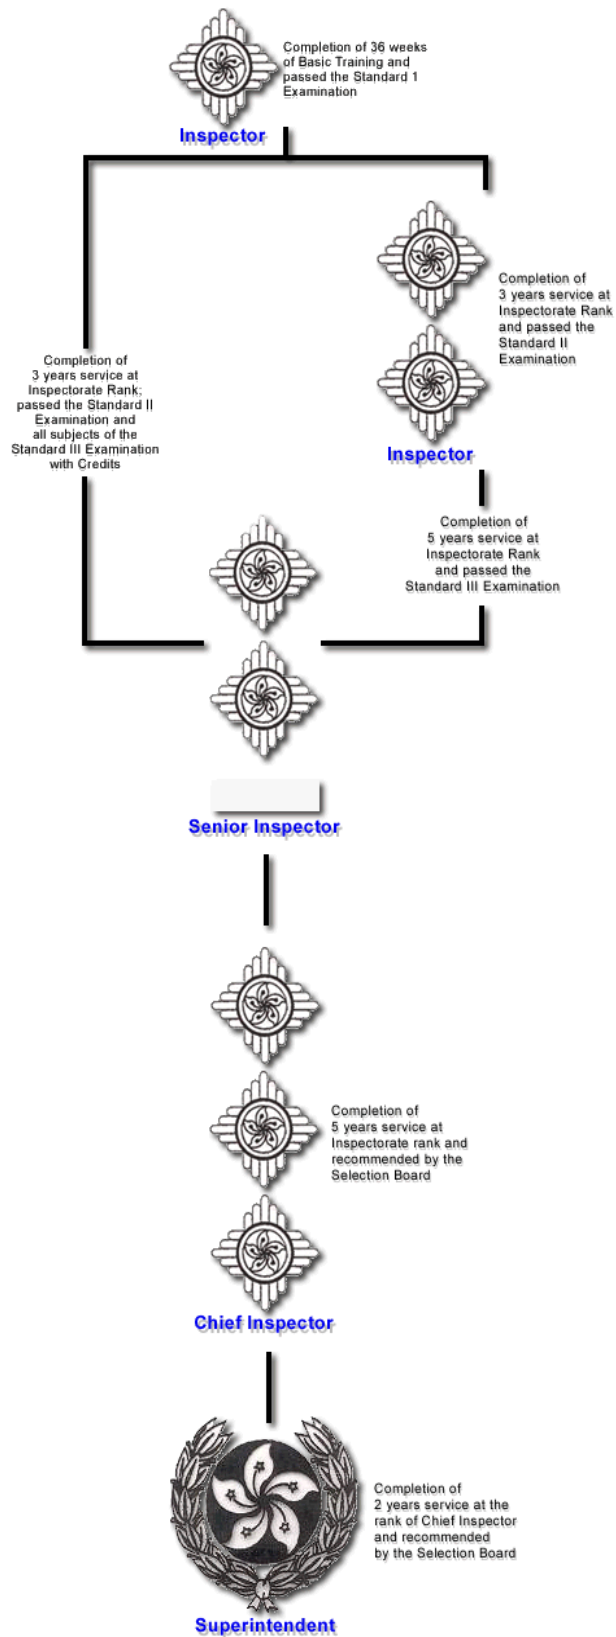 Completion of 36 weeks
of Basic Training and
passed the Standard 1
Examination
Inspector
Completion of
3 years service at
Inspectorate Rank
and passed the
Standard II
Examination
Inspector
Completion of
3 years service at
Inspectorate Rank;
passed the Standard II
Examination and
all subjects of the
Standard III Examination
with Credits
Completion of
5 years service at
Inspectorate Rank
and passed the
Standard III Examination
Senior Inspector
Completion of
5 years service at
Inspectorate rank and
recommended by the
Selection Board
Chief Inspector
Completion of
2 years service at the
rank of Chief Inspector
and recommended
by the Selection Board
Superintendent